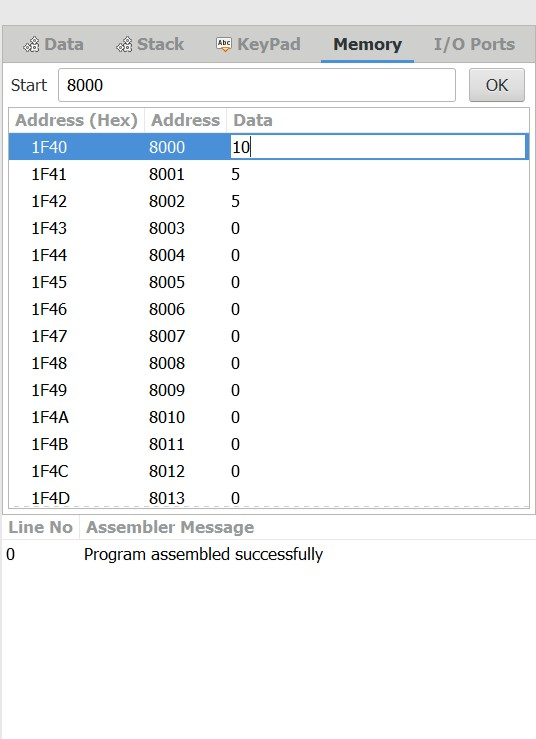 Data Stack Abc KeyPad Memory I/O Ports
Start 8000 OK
Address (Hex) Address Data
1F40 8000 10
1F41 8001 5
1F42 8002 5
1F43 8003 0
1F44 8004 0
1F45 8005 0
1F46 8006 0
1F47 8007 0
1F48 8008 0
1F49 8009 0
1F4A 8010 0
1F4B 8011 0
1F4C 8012 0
1F4D 8013 0
Line No Assembler Message
0 Program assembled successfully